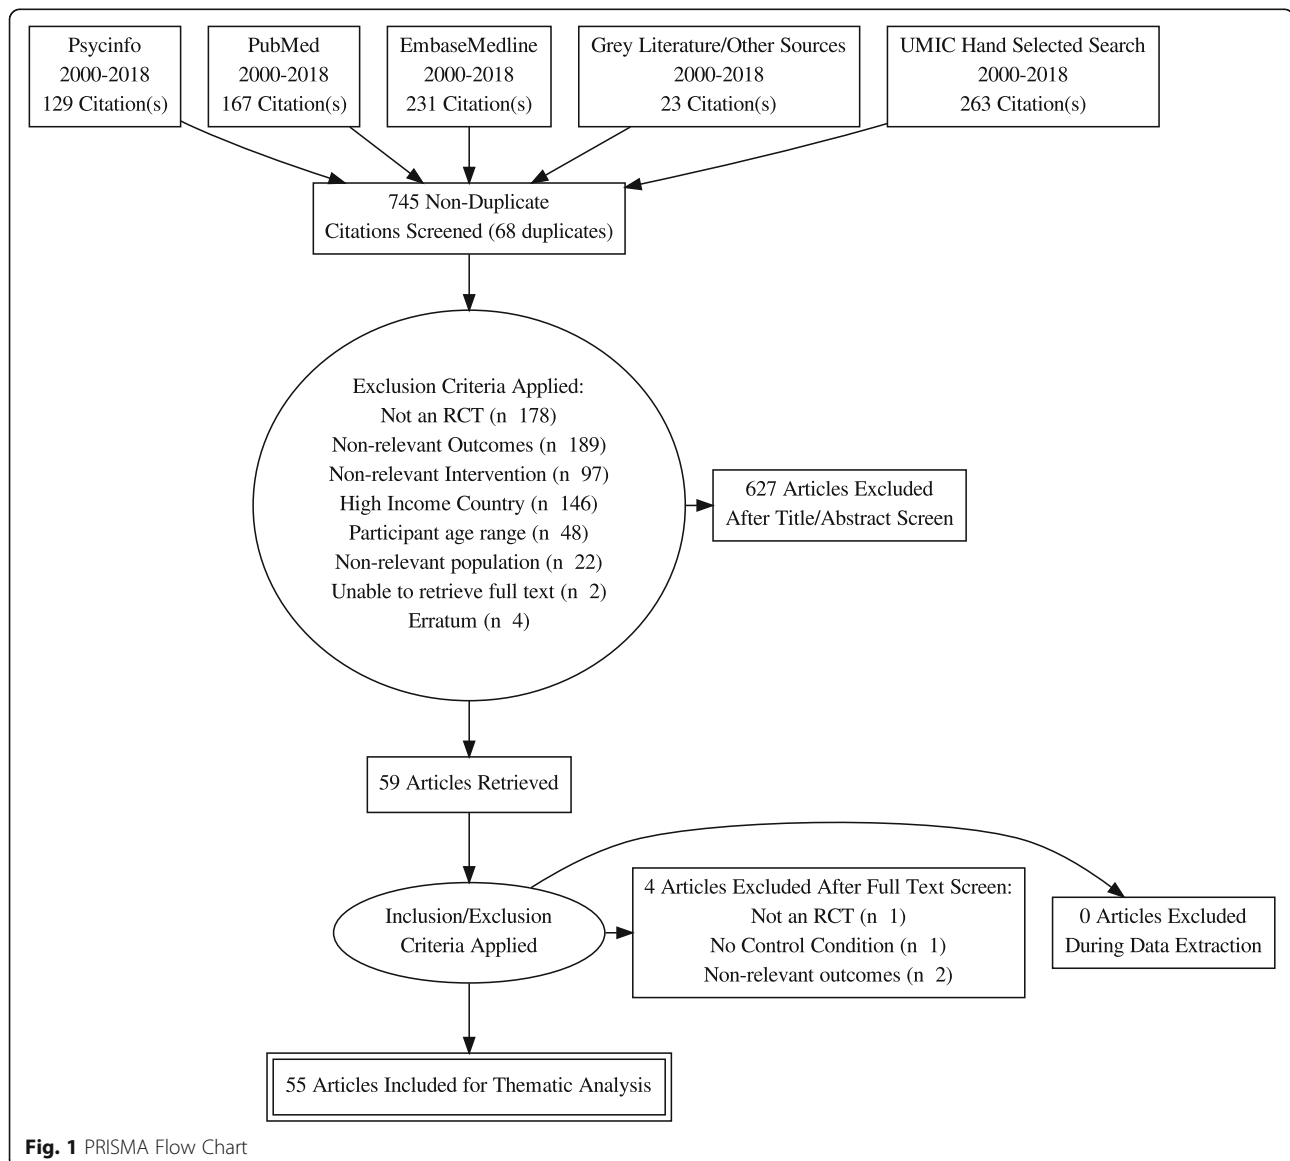 Psycinfo
2000-2018
129 Citation(s)
PubMed
2000-2018
167 Citation(s)
EmbaseMedline
2000-2018
231 Citation(s)
Grey Literature/Other Sources
2000-2018
23 Citation(s)
UMIC Hand Selected Search
2000-2018
263 Citation(s)
745 Non-Duplicate
Citations Screened (68 duplicates)
Exclusion Criteria Applied:
Not an RCT (n 178)
Non-relevant Outcomes (n 189)
Non-relevant Intervention (n 97)
High Income Country (n 146)
Participant age range (n 48)
Non-relevant population (n 22)
Unable to retrieve full text (n 2)
Erratum (n 4)
627 Articles Excluded
After Title/Abstract Screen
59 Articles Retrieved
Inclusion/Exclusion
Criteria Applied
4 Articles Excluded After Full Text Screen:
Not an RCT (n 1)
No Control Condition (n 1)
Non-relevant outcomes (n 2)
0 Articles Excluded
During Data Extraction
55 Articles Included for Thematic Analysis
Fig. 1 PRISMA Flow Chart